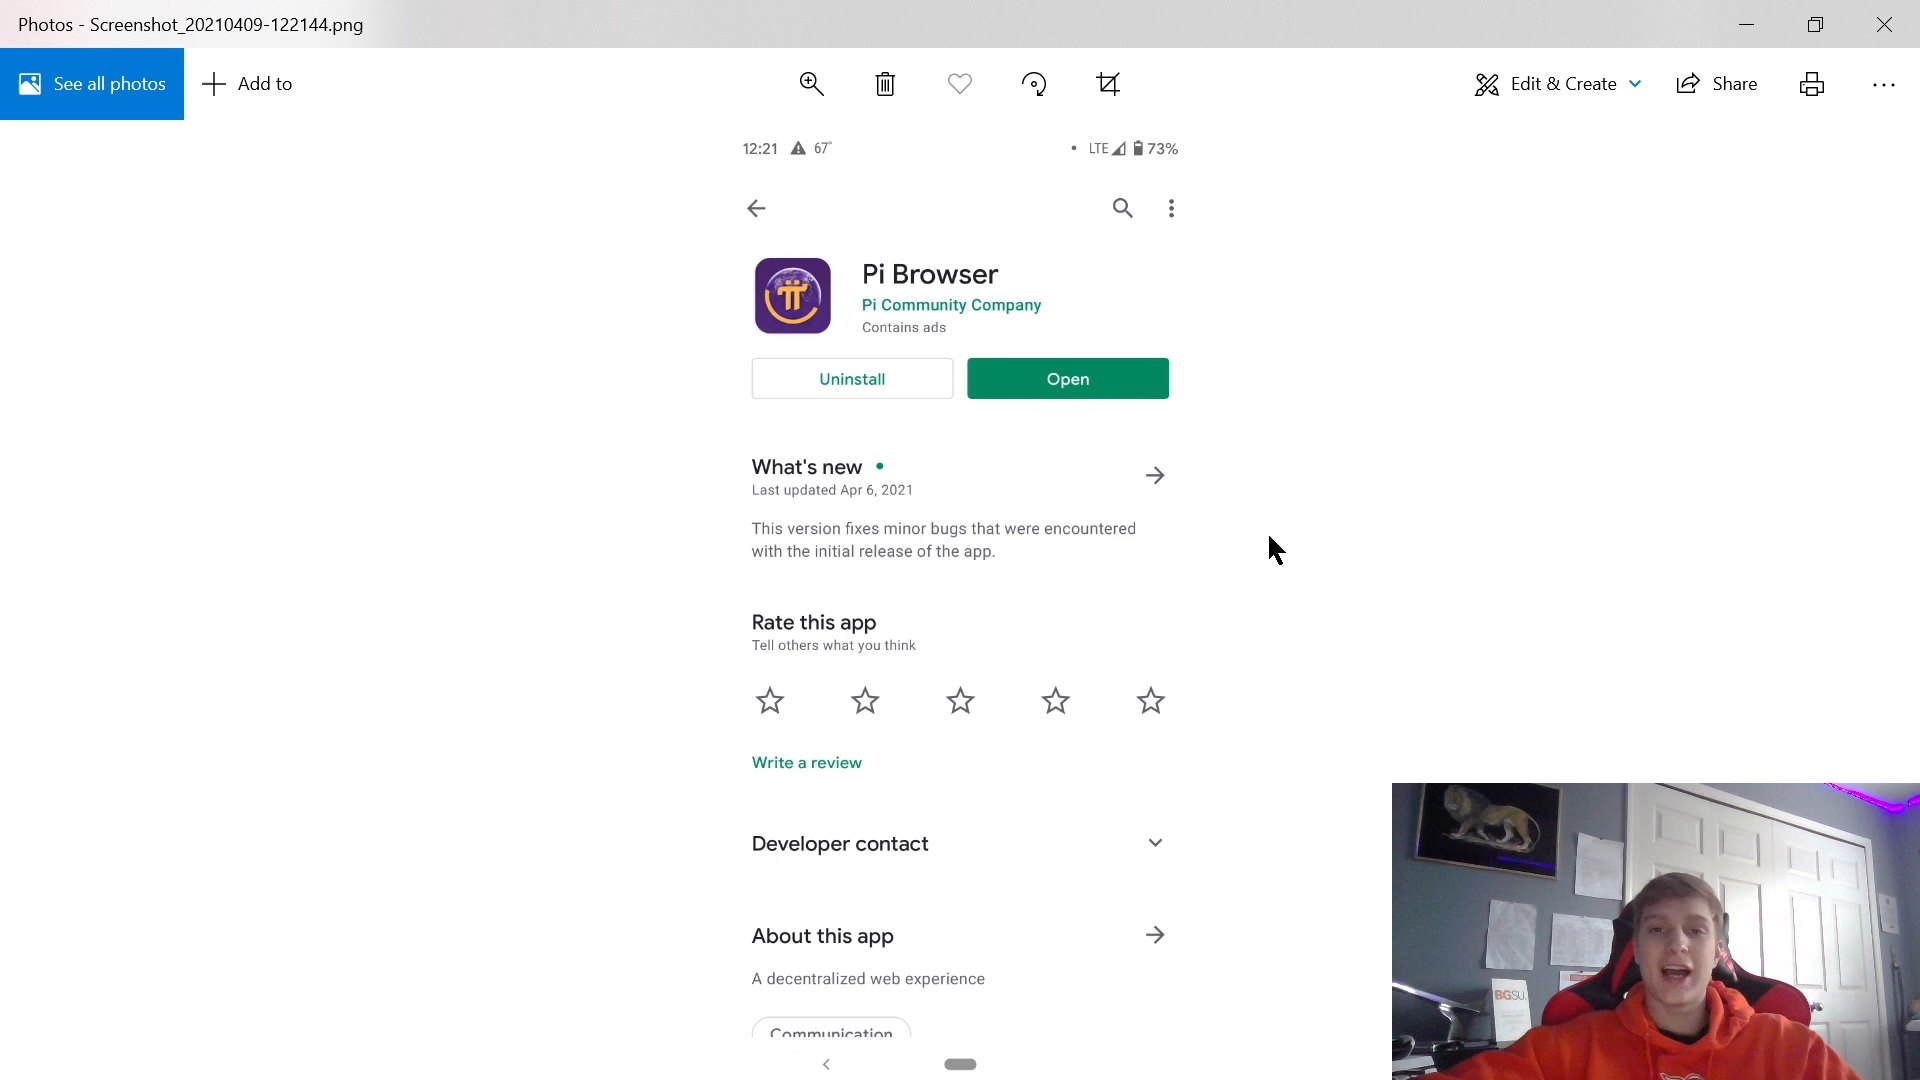 Photos - Screenshot_20210409-122144.png
See all photos
Add to
Edit & Create
Share
12:21
67°
LTE
73%
Pi Browser
Pi Community Company
Contains ads
Uninstall
Open
What's new
Last updated Apr 6, 2021
This version fixes minor bugs that were encountered
with the initial release of the app.
Rate this app
Tell others what you think
Write a review
Developer contact
About this app
A decentralized web experience
Communication
BGSU